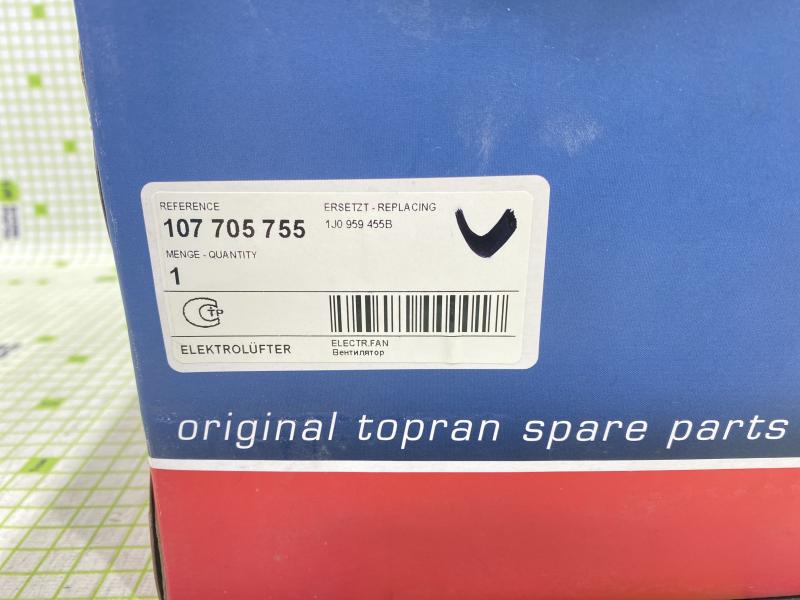 REFERENCE
ERSETZT - REPLACING
107 705 755
1J0 959 455B
MENGE - QUANTITY
1
CTP
ELEKTROLÜFTER
ELECTR.FAN
Вентилятор
original topran spare parts